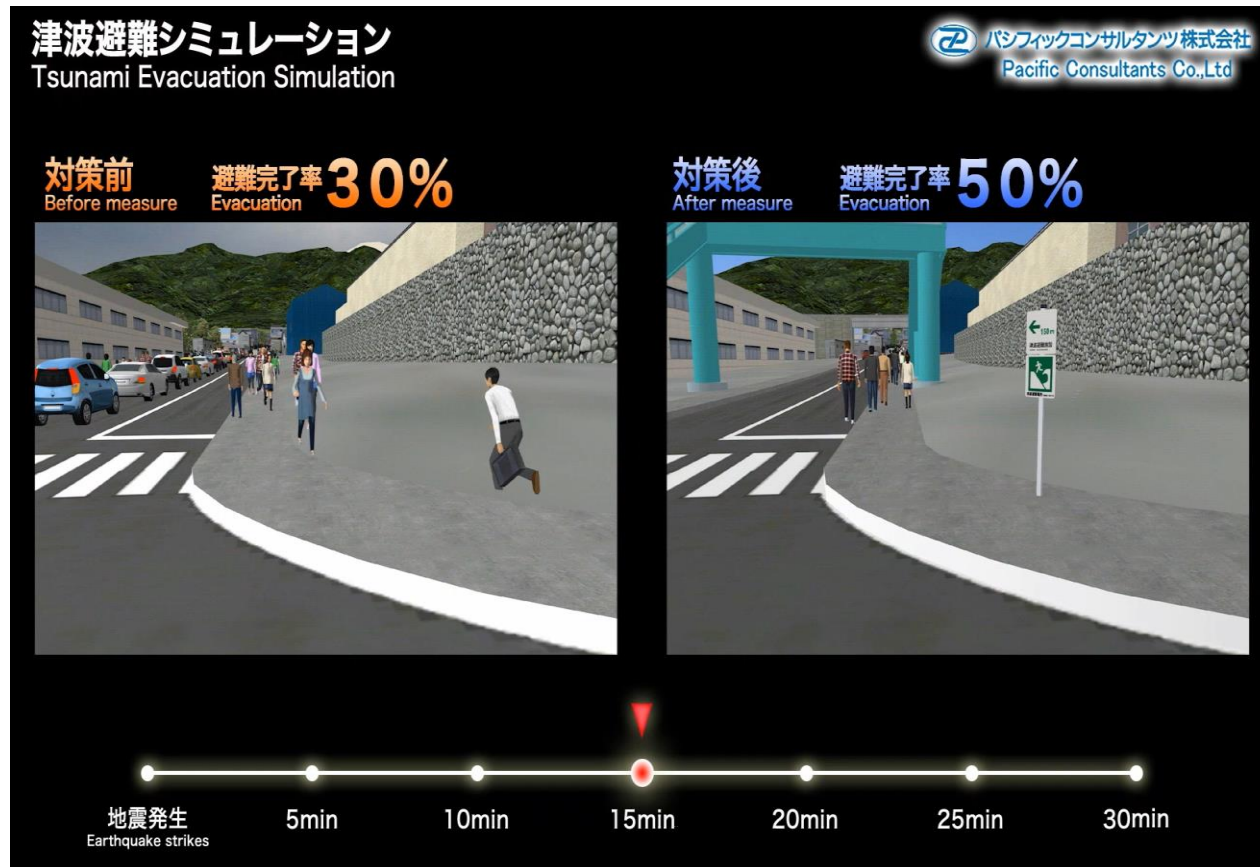 津波避難シミュレーション
Tsunami Evacuation Simulation
パシフィックコンサルタンツ株式会社
Pacific Consultants Co.,Ltd
対策前
Before measure
避難完了率 30%
Evacuation
対策後
After measure
避難完了率 50%
Evacuation
地震発生
Earthquake strikes
5min
10min
15min
20min
25min
30min